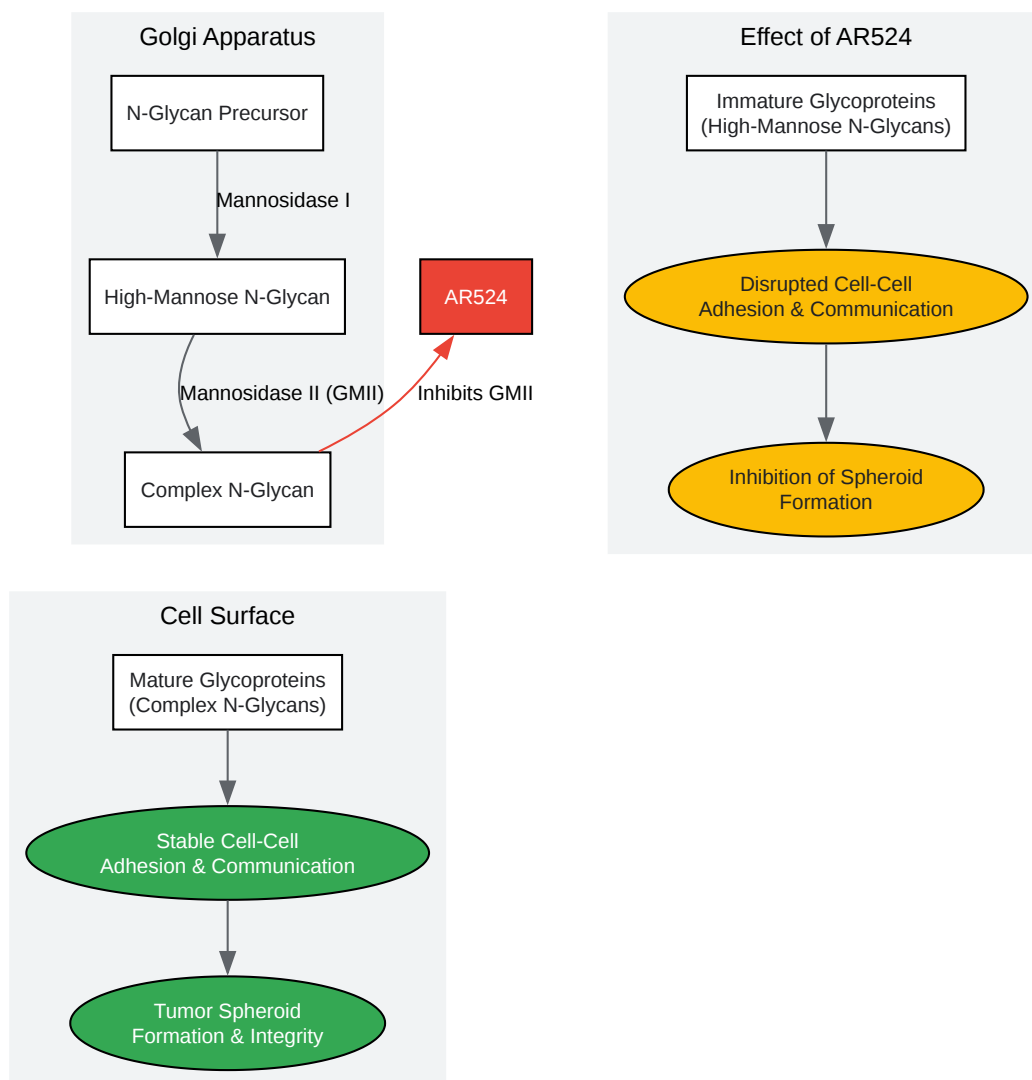 Golgi Apparatus
N-Glycan Precursor
Mannosidase I
High-Mannose N-Glycan
AR524
Mannosidase II (GMII)
Inhibits GMII
Complex N-Glycan
Effect of AR524
Immature Glycoproteins
(High-Mannose N-Glycans)
Disrupted Cell-Cell
Adhesion & Communication
Inhibition of Spheroid
Formation
Cell Surface
Mature Glycoproteins
(Complex N-Glycans)
Stable Cell-Cell
Adhesion & Communication
Tumor Spheroid
Formation & Integrity